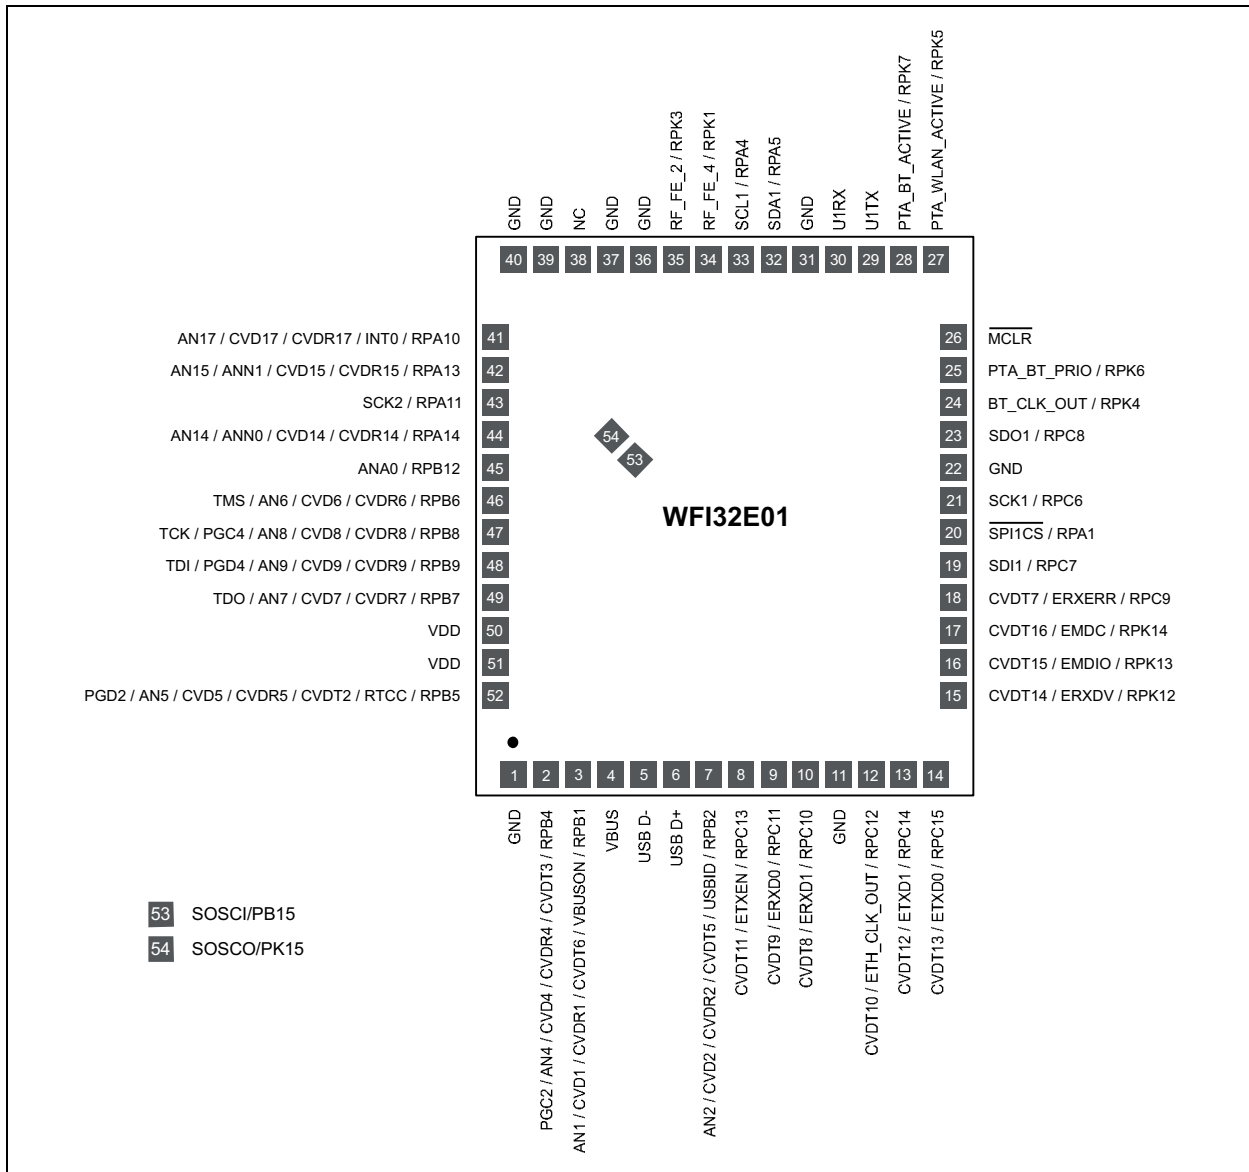 GND
GND
NC
GND
GND
RF_FE_2 / RPK3
RF_FE_4 / RPK1
SCL1 / RPA4
SDA1 / RPA5
GND
U1RX
U1TX
PTA_BT_ACTIVE / RPK7
PTA_WLAN_ACTIVE / RPK5
40 39 38 37 36 35 34 33 32 31 30 29 28 27
AN17 / CVD17 / CVDR17 / INT0 / RPA10 41
AN15 / ANN1 / CVD15 / CVDR15 / RPA13 42
SCK2 / RPA11 43
AN14 / ANN0 / CVD14 / CVDR14 / RPA14 44
ANA0 / RPB12 45
TMS / AN6 / CVD6 / CVDR6 / RPB6 46
TCK / PGC4 / AN8 / CVD8 / CVDR8 / RPB8 47
TDI / PGD4 / AN9 / CVD9 / CVDR9 / RPB9 48
TDO / AN7 / CVD7 / CVDR7 / RPB7 49
VDD 50
VDD 51
PGD2 / AN5 / CVD5 / CVDR5 / CVDT2 / RTCC / RPB5 52
54
53
WFI32E01
26 MCLR
25 PTA_BT_PRIO / RPK6
24 BT_CLK_OUT / RPK4
23 SDO1 / RPC8
22 GND
21 SCK1 / RPC6
20 SPI1CS / RPA1
19 SDI1 / RPC7
18 CVDT7 / ERXERR / RPC9
17 CVDT16 / EMDC / RPK14
16 CVDT15 / EMDIO / RPK13
15 CVDT14 / ERXDV / RPK12
1 2 3 4 5 6 7 8 9 10 11 12 13 14
GND
PGC2 / AN4 / CVD4 / CVDR4 / CVDT3 / RPB4
AN1 / CVD1 / CVDR1 / CVDT6 / VBUSON / RPB1
VBUS
USB D-
USB D+
AN2 / CVD2 / CVDR2 / CVDT5 / USBID / RPB2
CVDT11 / ETXEN / RPC13
CVDT9 / ERXD0 / RPC11
CVDT8 / ERXD1 / RPC10
GND
CVDT10 / ETH_CLK_OUT / RPC12
CVDT12 / ETXD1 / RPC14
CVDT13 / ETXD0 / RPC15
53 SOSCI/PB15
54 SOSCO/PK15